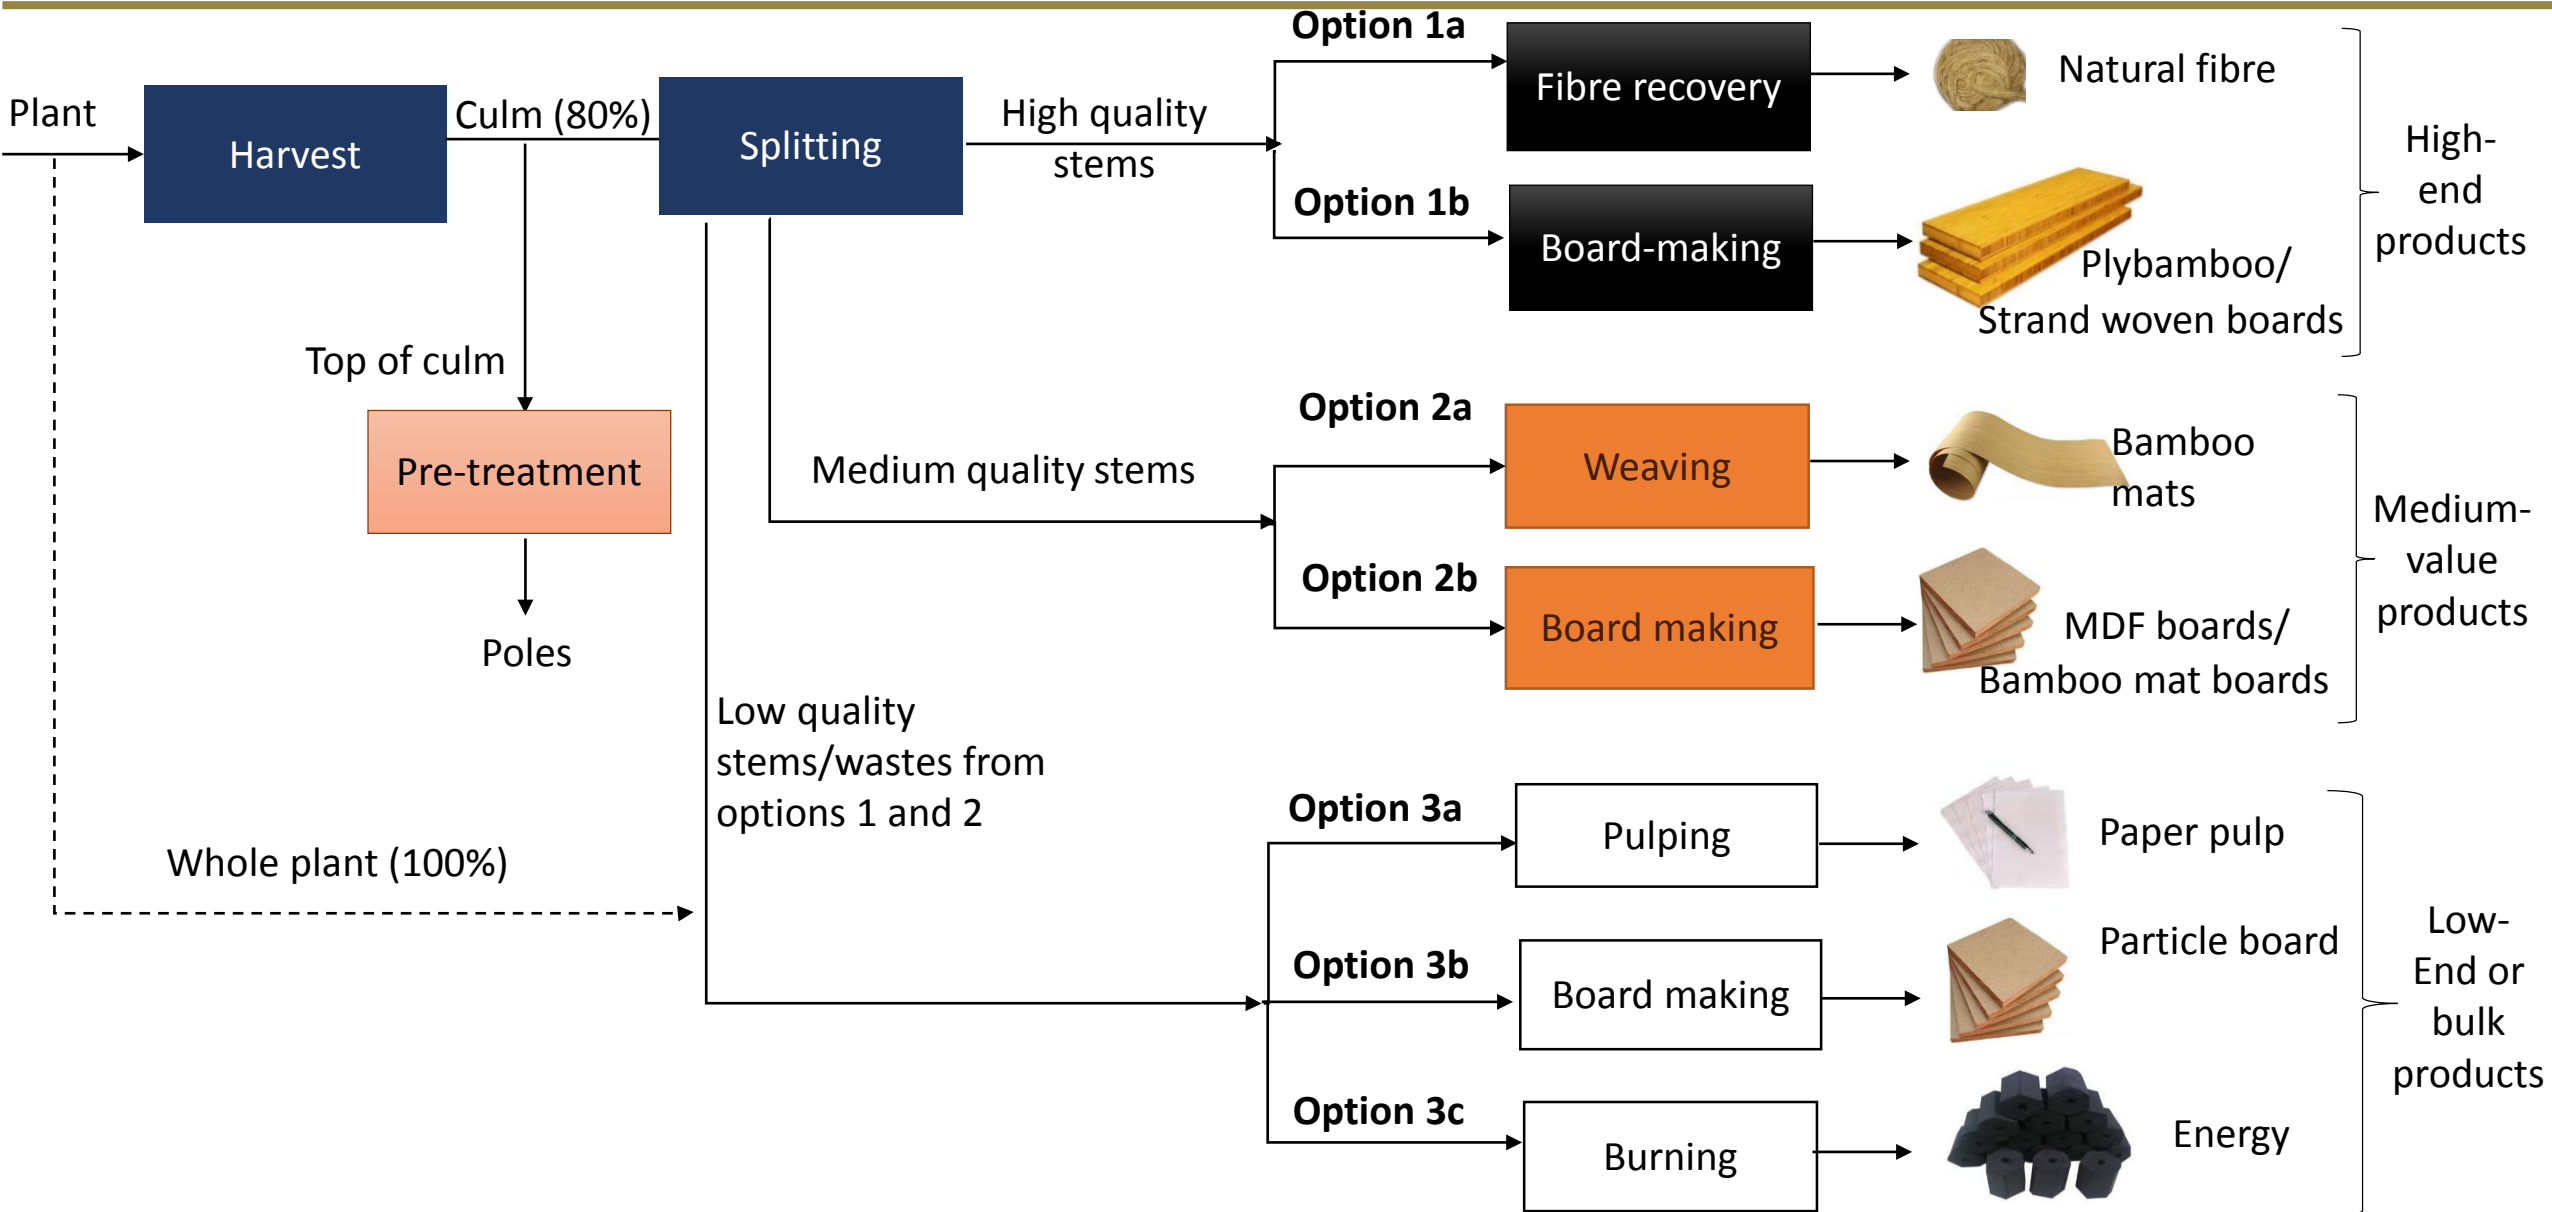 Plant
Harvest
Culm (80%)
Splitting
High quality
stems
Option 1a
Fibre recovery
Natural fibre
Option 1b
Board-making
Plybamboo/
Strand woven boards
High-
end
products
Top of culm
Pre-treatment
Poles
Medium quality stems
Option 2a
Weaving
Bamboo
mats
Option 2b
Board making
MDF boards/
Bamboo mat boards
Medium-
value
products
Low quality
stems/wastes from
options 1 and 2
Whole plant (100%)
Option 3a
Pulping
Paper pulp
Option 3b
Board making
Particle board
Option 3c
Burning
Energy
Low-
End or
bulk
products